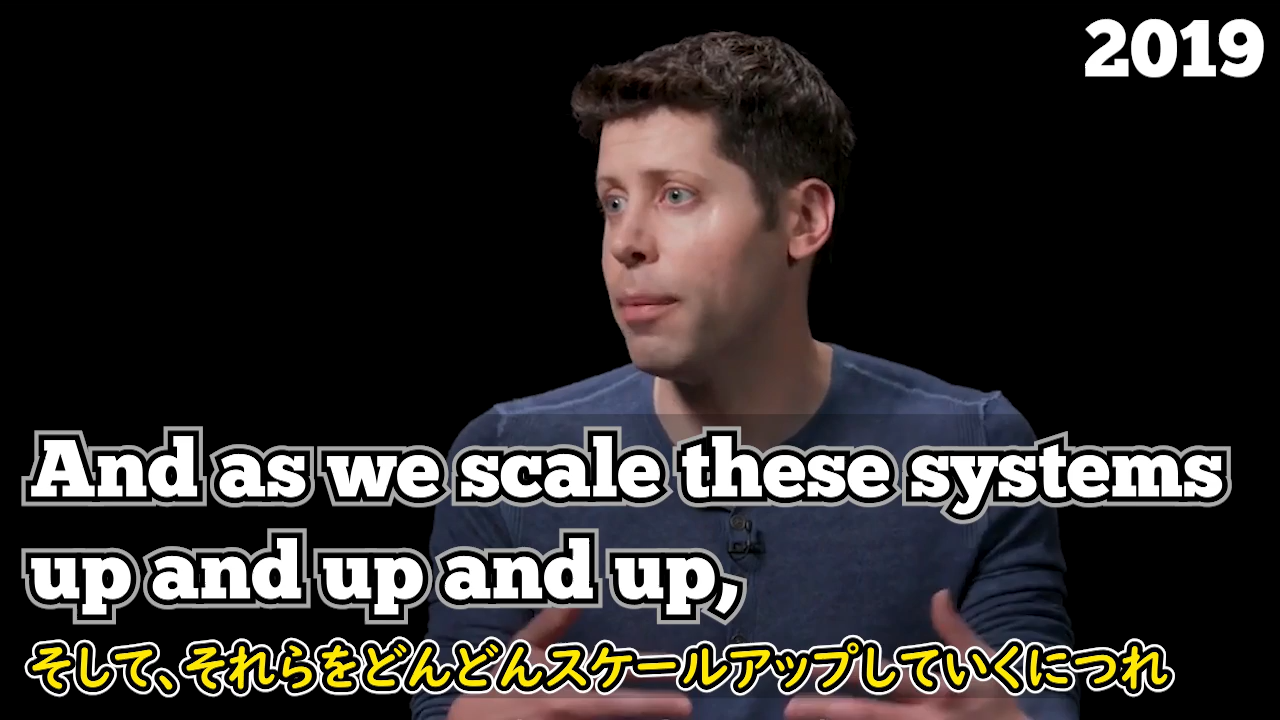 2019
And as we scale these systems
up and up and up,
そして、それらをどんどんスケールアップしていくにつれ